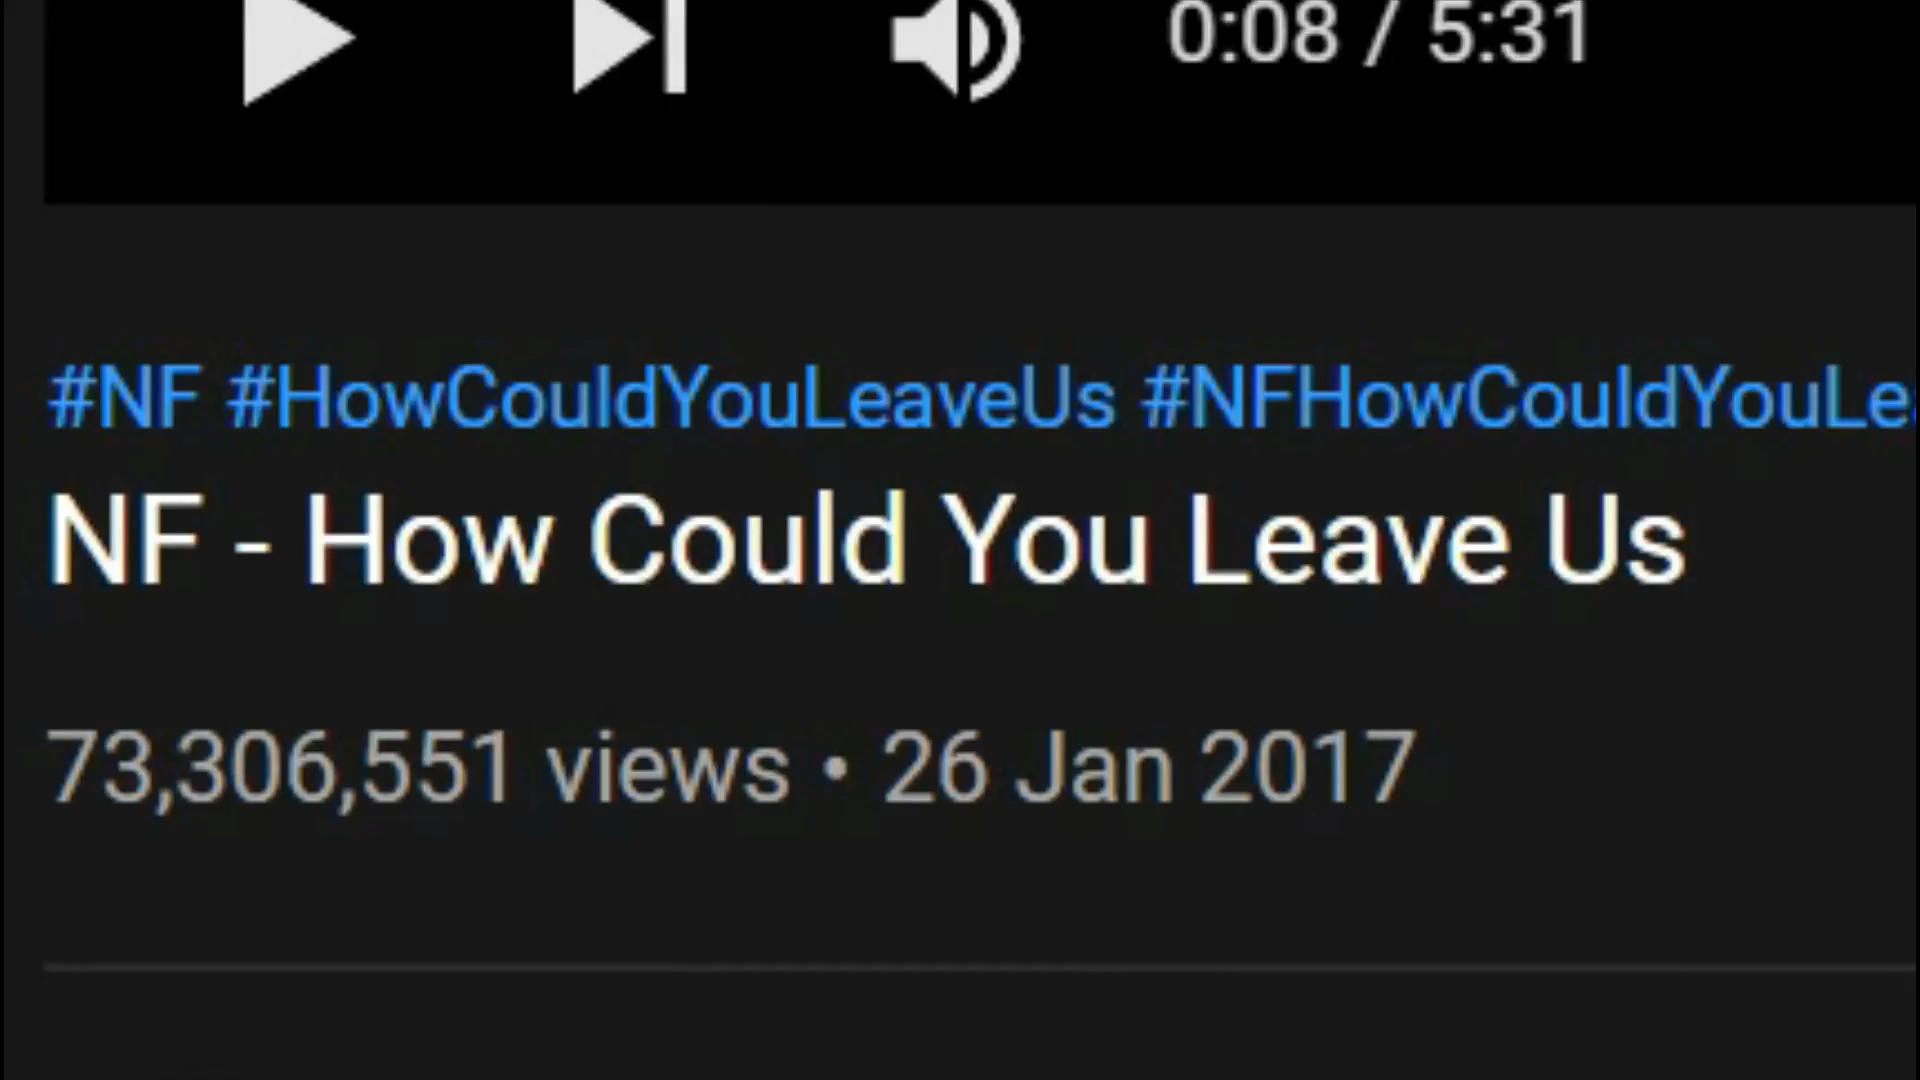 0:08 / 5:31
#NF #HowCouldYouLeaveUs #NFHowCouldYouLea
NF - How Could You Leave Us
73,306,551 views • 26 Jan 2017